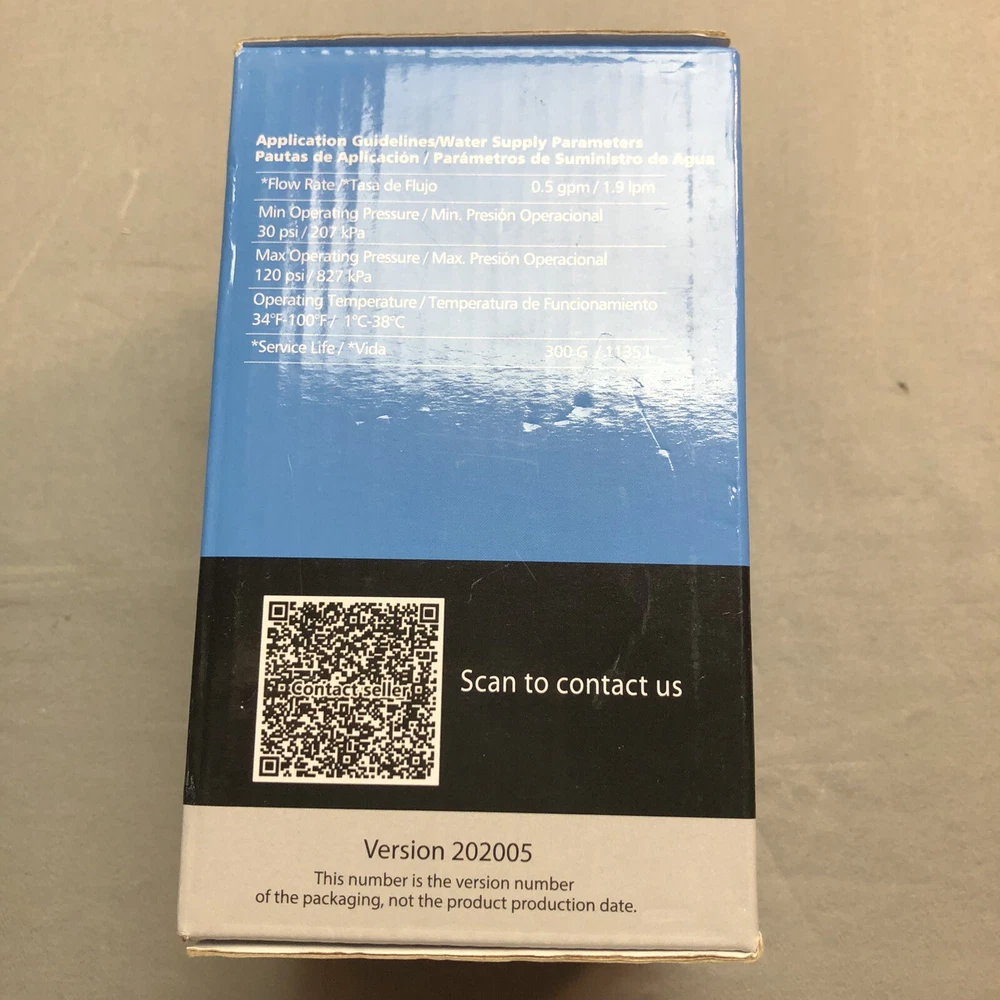 Application Guidelines/Water Supply Parameters
Pautas de Aplicación / Parámetros de Suministro de Agua
*Flow Rate/*Tasa de Flujo 0.5 gpm / 1.9 lpm
Min Operating Pressure / Min. Presión Operacional
30 psi / 207 kPa
Max Operating Pressure / Max. Presión Operacional
120 psi / 827 kPa
Operating Temperature / Temperatura de Funcionamiento
34°F-100°F / 1°C-38°C
*Service Life / *Vida 300 G / 1135 L
Contact seller
Scan to contact us
Version 202005
This number is the version number
of the packaging, not the product production date.